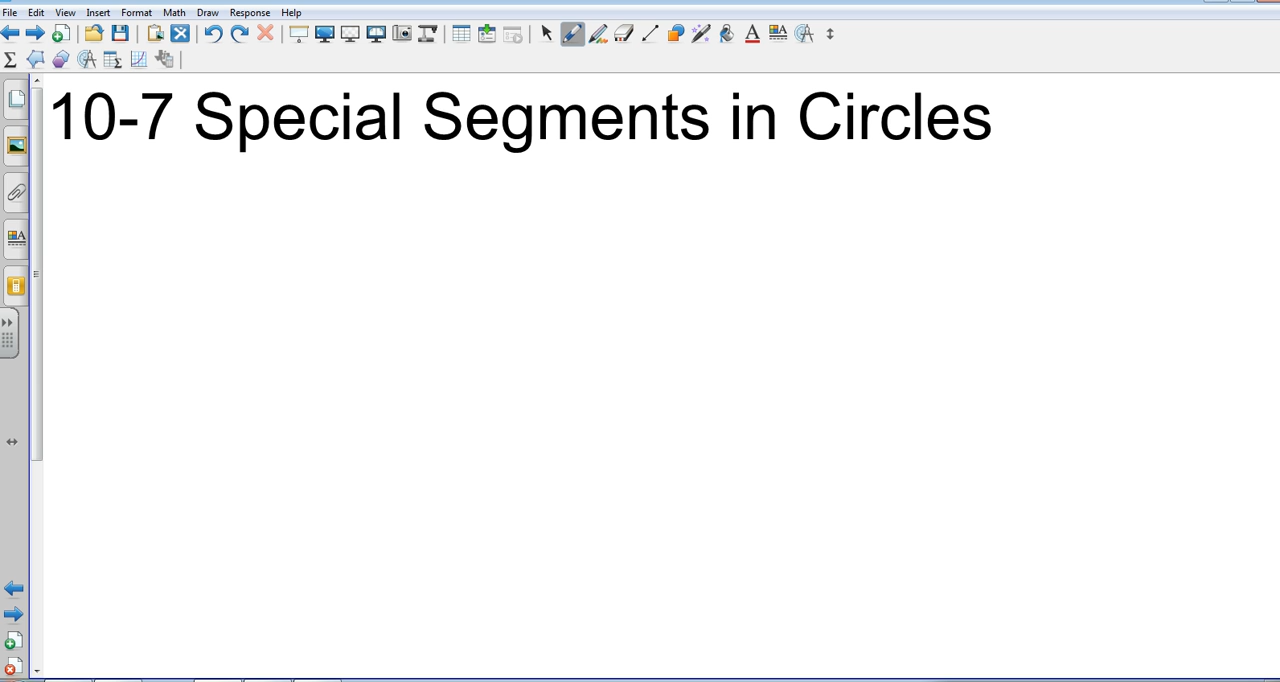 File Edit View Insert Format Math Draw Response Help
10-7 Special Segments in Circles